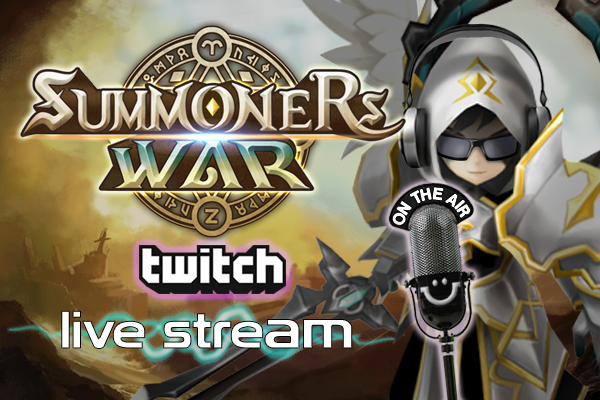 SUMMONERS
WAR
ON THE AIR
twitch
live stream